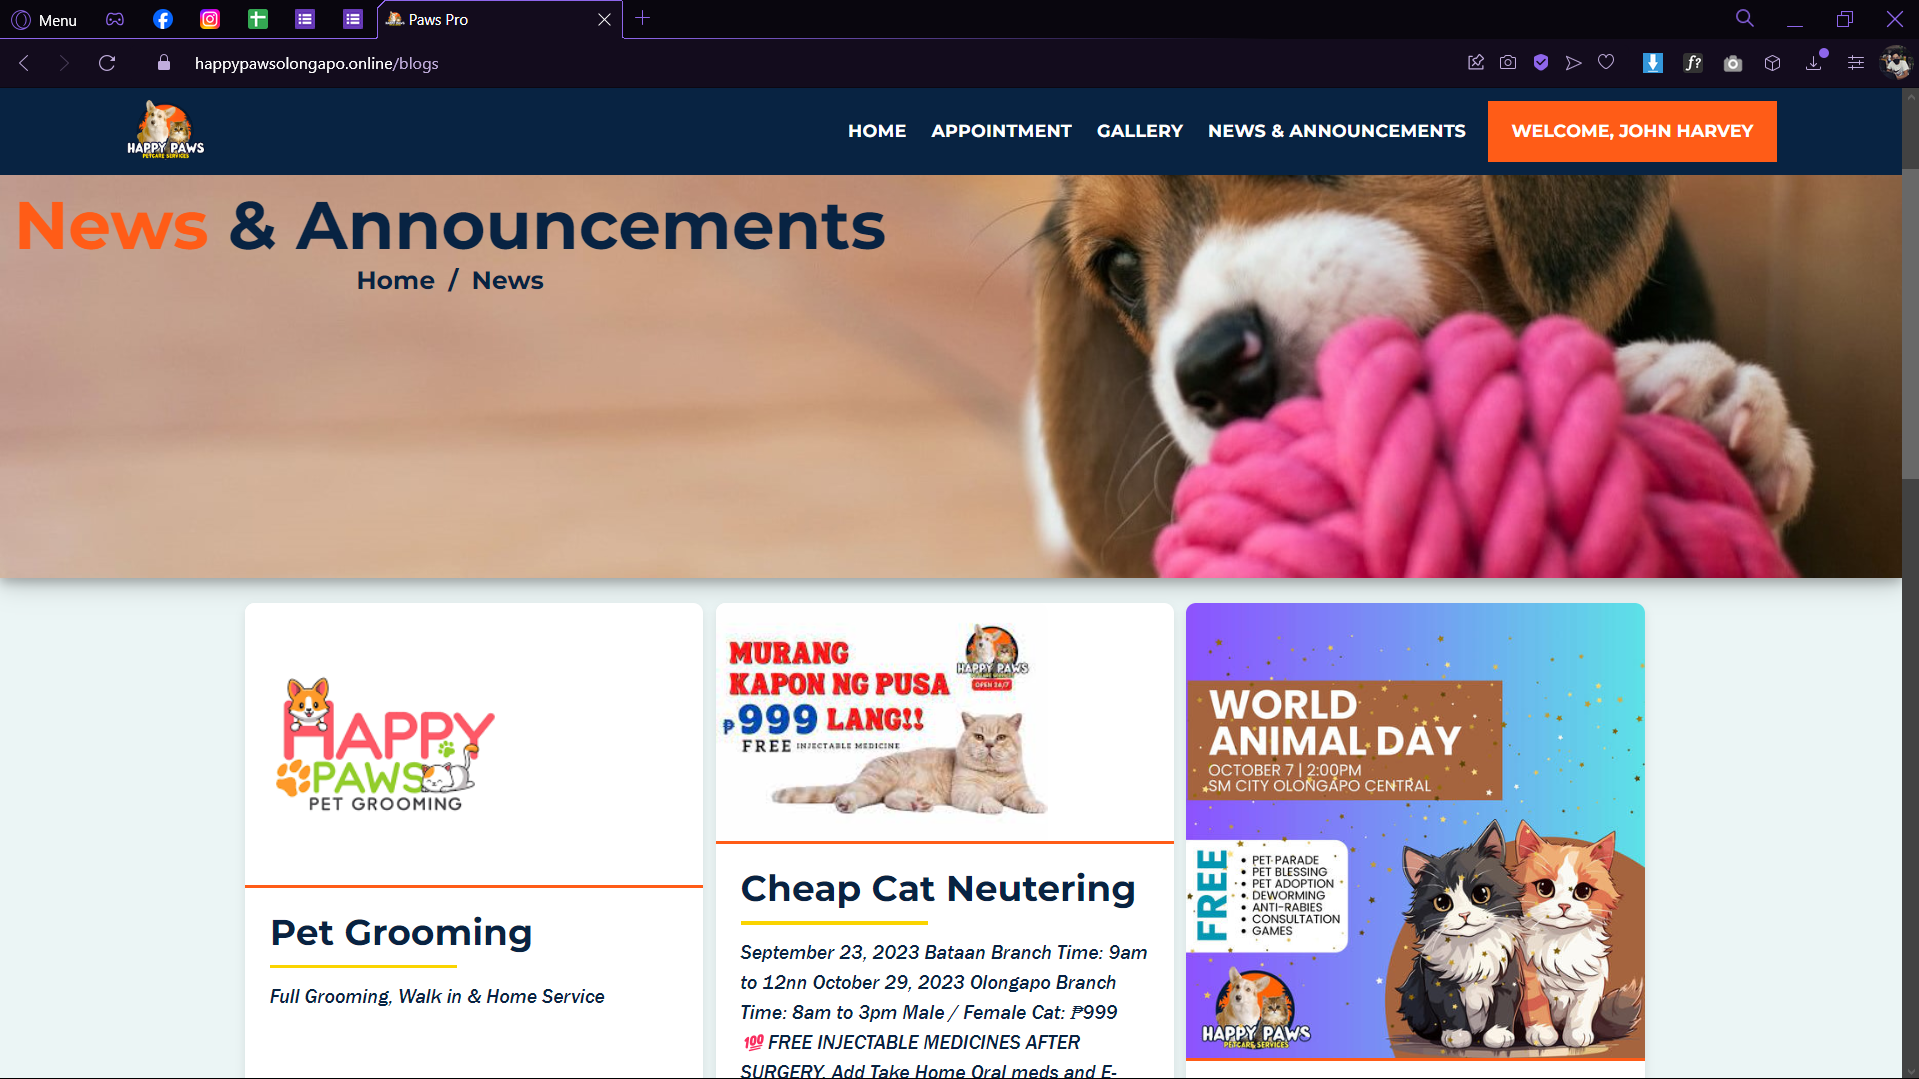 Menu
Paws Pro
happypawsolongapo.online/blogs
f?
HAPPY PAWS
PETCARE SERVICES
HOME
APPOINTMENT
GALLERY
NEWS & ANNOUNCEMENTS
WELCOME, JOHN HARVEY
News & Announcements
Home / News
HAPPY
PAWS
PET GROOMING
Pet Grooming
Full Grooming, Walk in & Home Service
MURANG
KAPON NG PUSA
₱999 LANG!!
FREE INJECTABLE MEDICINE
HAPPY PAWS
OPEN 24/7
Cheap Cat Neutering
September 23, 2023 Bataan Branch Time: 9am
to 12nn October 29, 2023 Olongapo Branch
Time: 8am to 3pm Male / Female Cat: ₱999
💯 FREE INJECTABLE MEDICINES AFTER
SURGERY. Add Take Home Oral meds and E-
WORLD
ANIMAL DAY
OCTOBER 7 | 2:00PM
SM CITY OLONGAPO CENTRAL
FREE
• PET PARADE
• PET BLESSING
• PET ADOPTION
• DEWORMING
• ANTI-RABIES
• CONSULTATION
• GAMES
HAPPY PAWS
PETCARE SERVICES